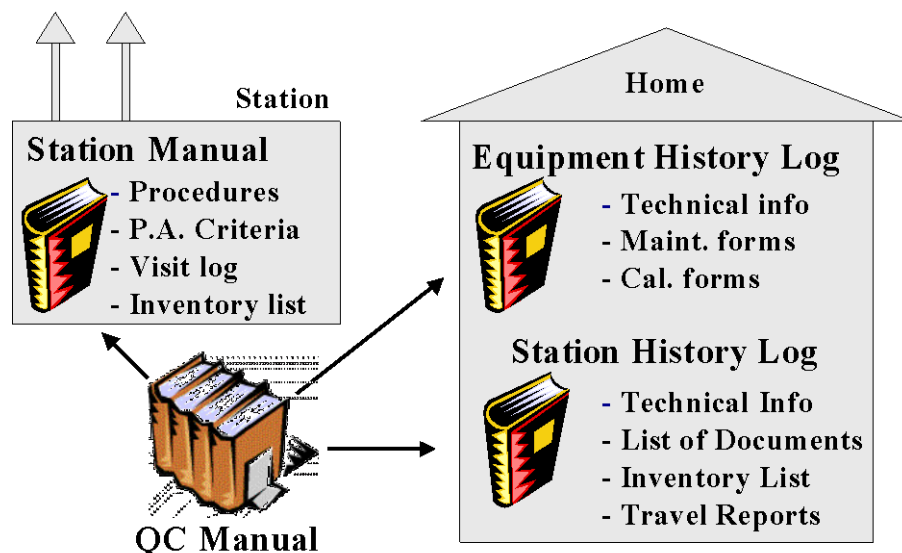 Station
Station Manual
- Procedures
- P.A. Criteria
- Visit log
- Inventory list
QC Manual
Home
Equipment History Log
- Technical info
- Maint. forms
- Cal. forms
Station History Log
- Technical Info
- List of Documents
- Inventory List
- Travel Reports